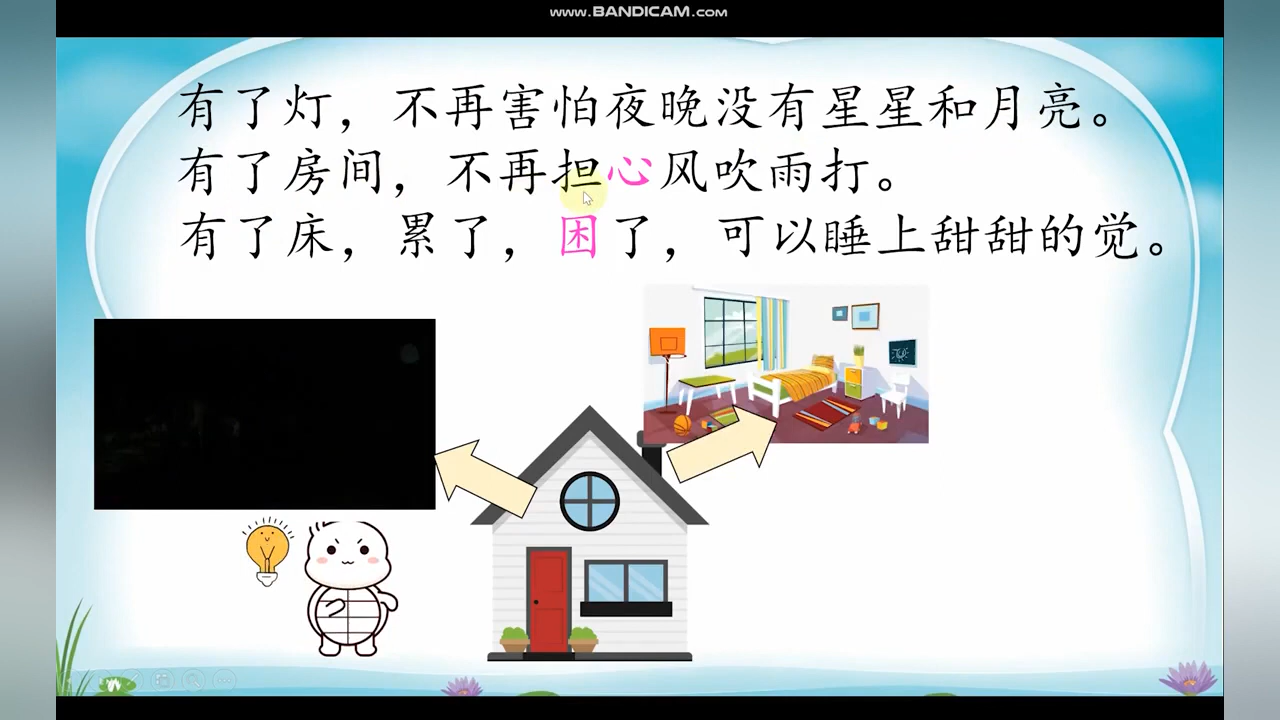 www.BANDICAM.com
有了灯，不再害怕夜晚没有星星和月亮。
有了房间，不再担心风吹雨打。
有了床，累了，困了，可以睡上甜甜的觉。